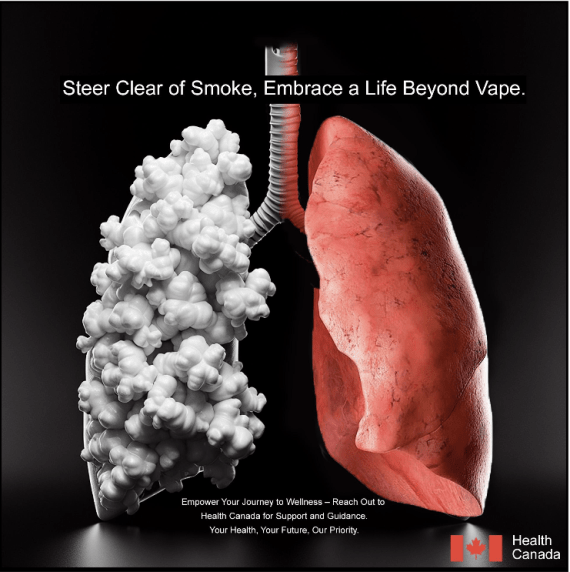 Steer Clear of Smoke, Embrace a Life Beyond Vape.
Empower Your Journey to Wellness – Reach Out to
Health Canada for Support and Guidance.
Your Health, Your Future, Our Priority.
Health
Canada